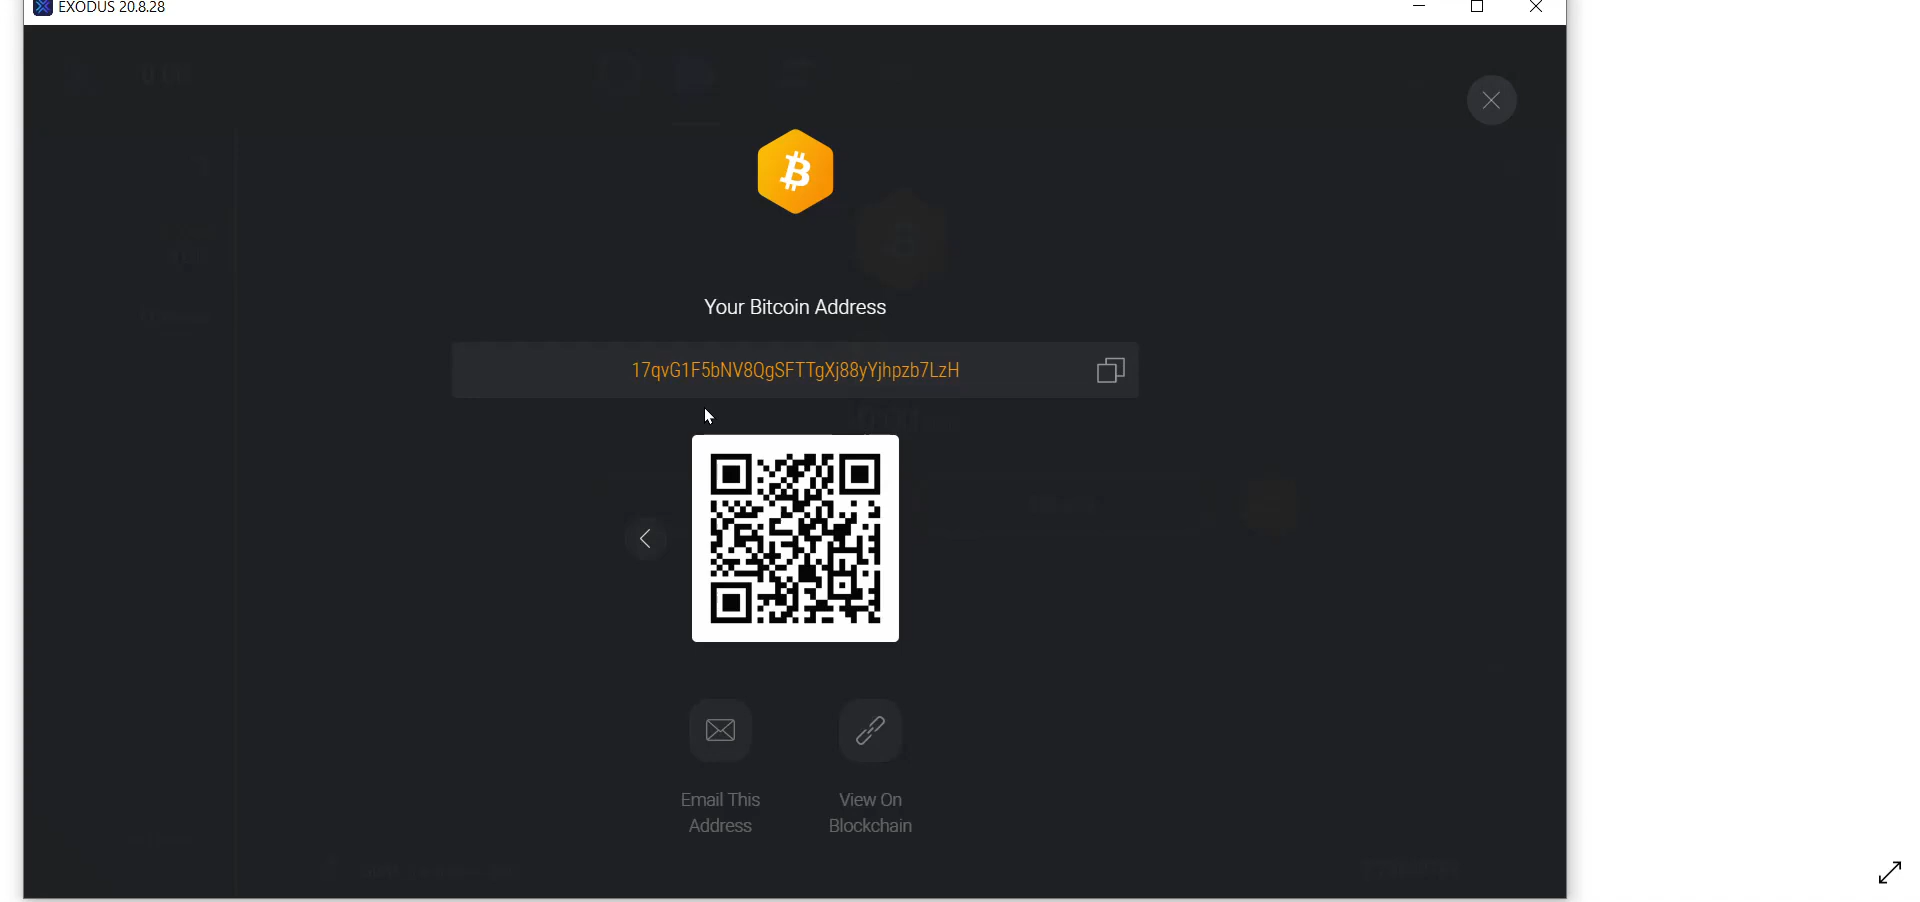 EXODUS 20.8.28
Your Bitcoin Address
17qvG1F5bNV8QgSFTTgXj88yYjhpzb7LzH
Email This
Address
View On
Blockchain